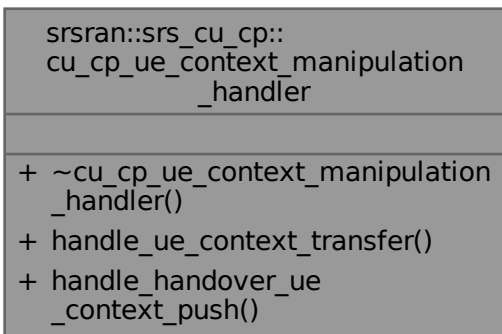 srsran::srs_cu_cp::
cu_cp_ue_context_manipulation
_handler
+ ~cu_cp_ue_context_manipulation
_handler()
+ handle_ue_context_transfer()
+ handle_handover_ue
_context_push()